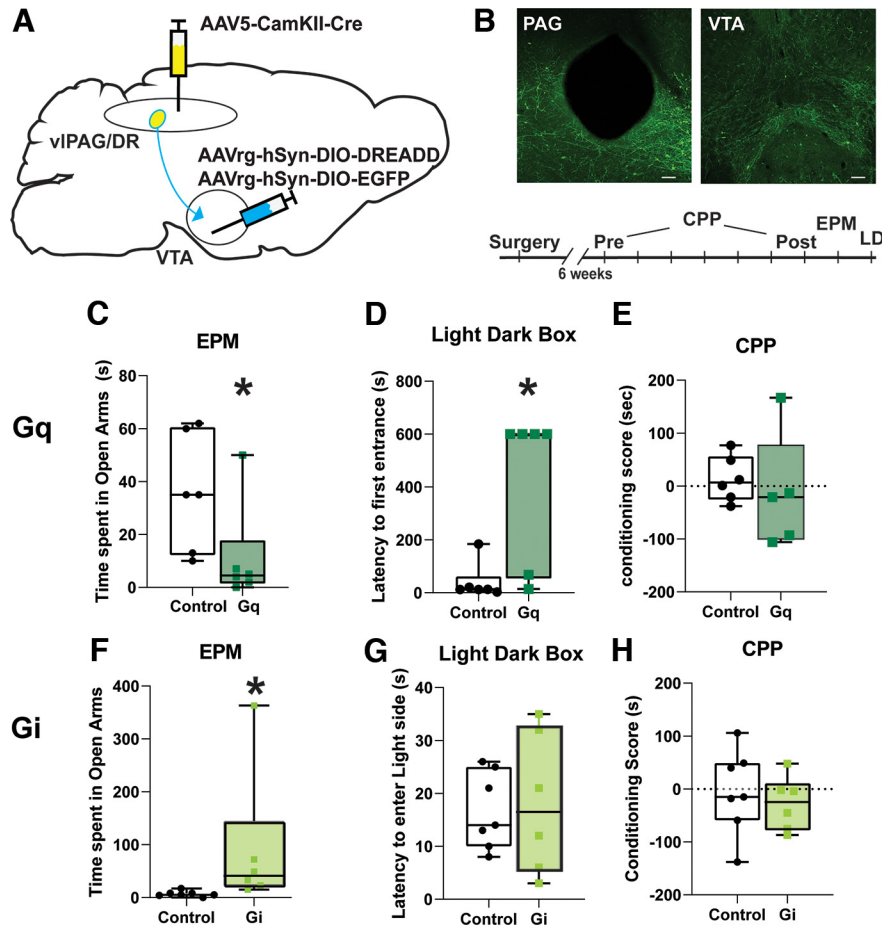 A
AAV5-CamKII-Cre
vlPAG/DR
AAVrg-hSyn-DIO-DREADD
AAVrg-hSyn-DIO-EGFP
VTA
B
PAG
VTA
Surgery
6 weeks
Pre
CPP
Post
EPM
LD
Gq
C
EPM
Time spent in Open Arms (s)
80
60
40
20
0
Control Gq
*
D
Light Dark Box
Latency to first entrance (s)
800
600
400
200
0
Control Gq
*
E
CPP
conditioning score (sec)
200
100
0
-100
-200
Control Gq
Gi
F
EPM
Time spent in Open Arms
400
300
200
100
0
Control Gi
*
G
Light Dark Box
Latency to enter Light side (s)
40
30
20
10
0
Control Gi
H
CPP
Conditioning Score (s)
200
100
0
-100
-200
Control Gi